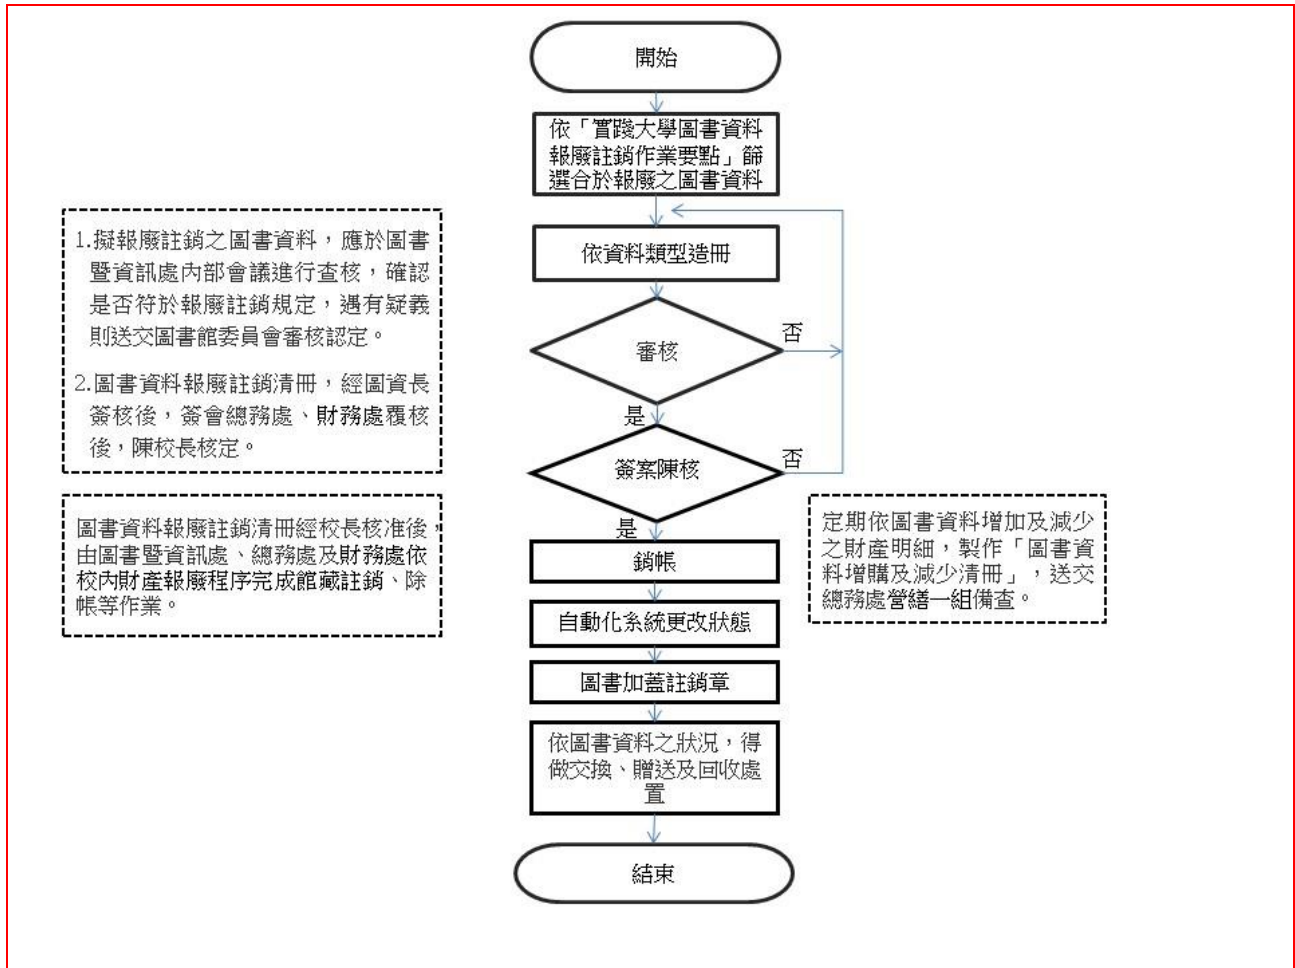 開始
依「實踐大學圖書資料
報廢註銷作業要點」篩
選合於報廢之圖書資料
依資料類型造冊
審核
否
是
簽案陳核
否
是
銷帳
自動化系統更改狀態
圖書加蓋註銷章
依圖書資料之狀況，得
做交換、贈送及回收處
置
結束
1.擬報廢註銷之圖書資料，應於圖書
暨資訊處內部會議進行查核，確認
是否符於報廢註銷規定，遇有疑義
則送交圖書館委員會審核認定。
2.圖書資料報廢註銷清冊，經圖資長
簽核後，簽會總務處、財務處覆核
後，陳校長核定。
圖書資料報廢註銷清冊經校長核准後，
由圖書暨資訊處、總務處及財務處依
校內財產報廢程序完成館藏註銷、除
帳等作業。
定期依圖書資料增加及減少
之財產明細，製作「圖書資
料增購及減少清冊」，送交
總務處營繕一組備查。